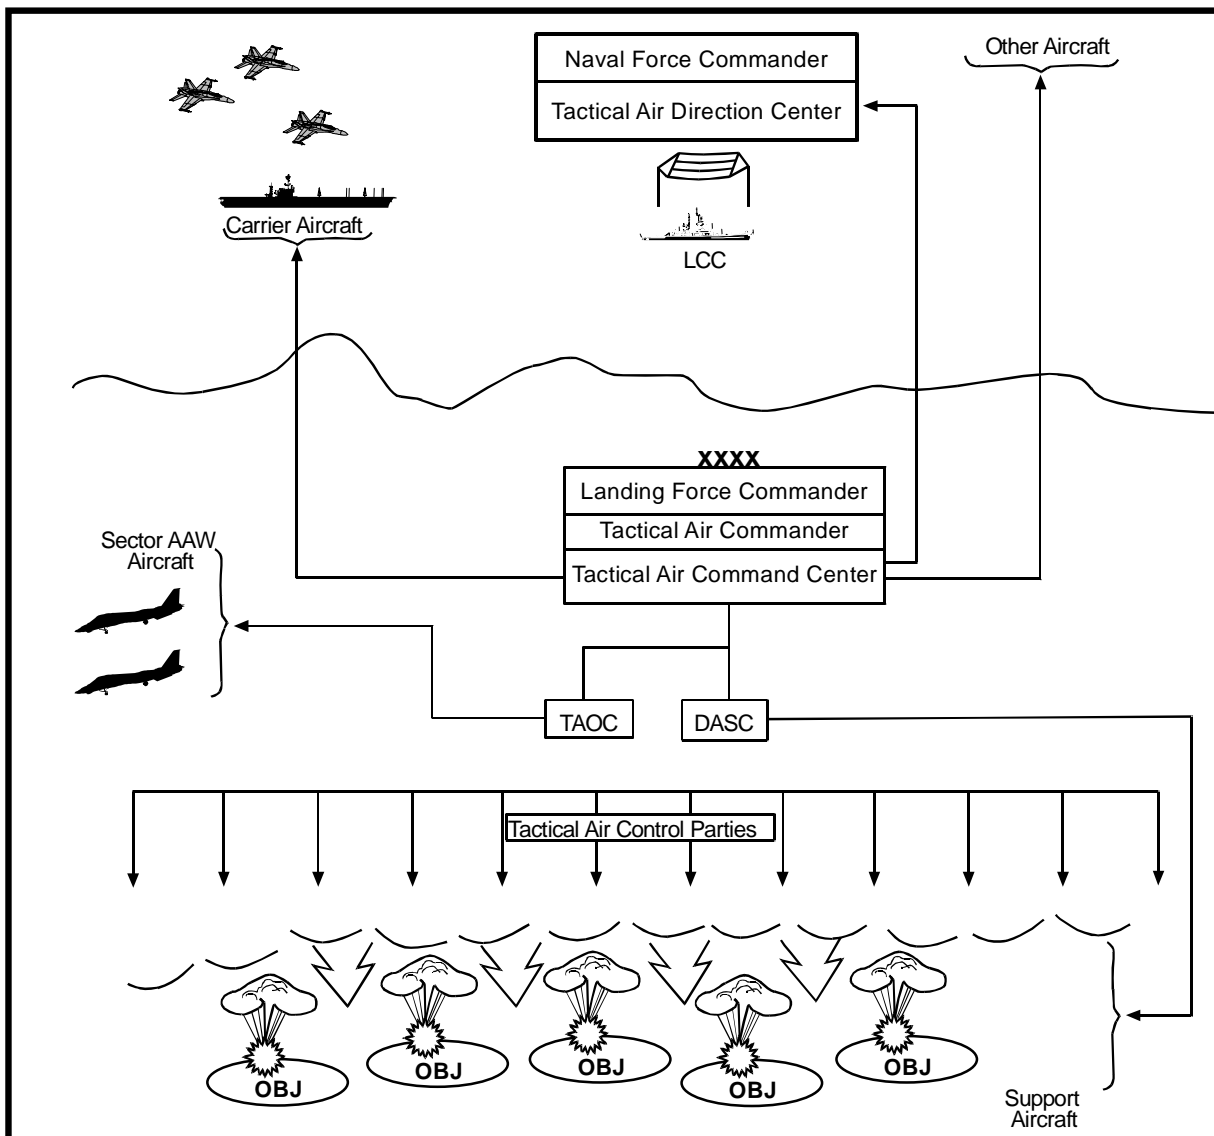 Naval Force Commander
Tactical Air Direction Center
Other Aircraft
Carrier Aircraft
LCC
XXXX
Landing Force Commander
Tactical Air Commander
Tactical Air Command Center
Sector AAW
Aircraft
TAOC
DASC
Tactical Air Control Parties
OBJ
OBJ
OBJ
OBJ
OBJ
Support
Aircraft